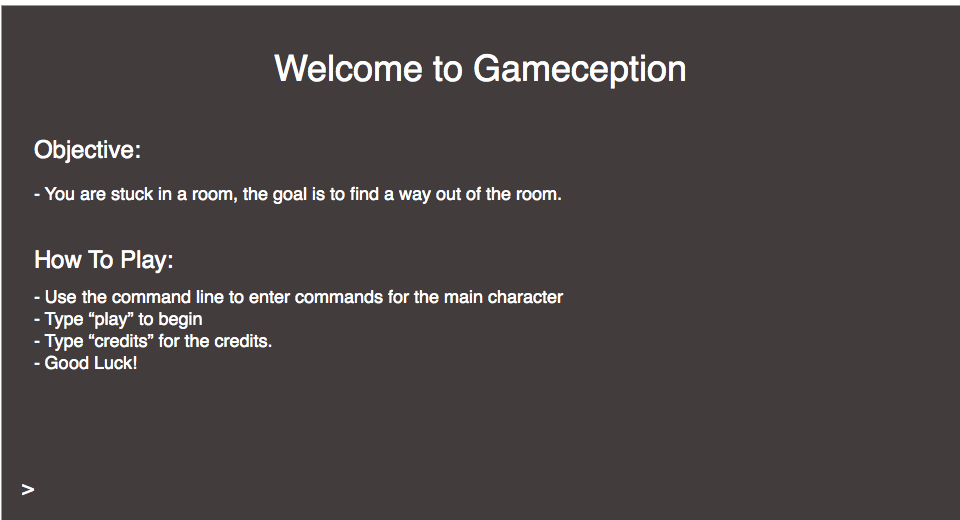 Welcome to Gameception
Objective:
- You are stuck in a room, the goal is to find a way out of the room.
How To Play:
- Use the command line to enter commands for the main character
- Type “play” to begin
- Type “credits” for the credits.
- Good Luck!
>